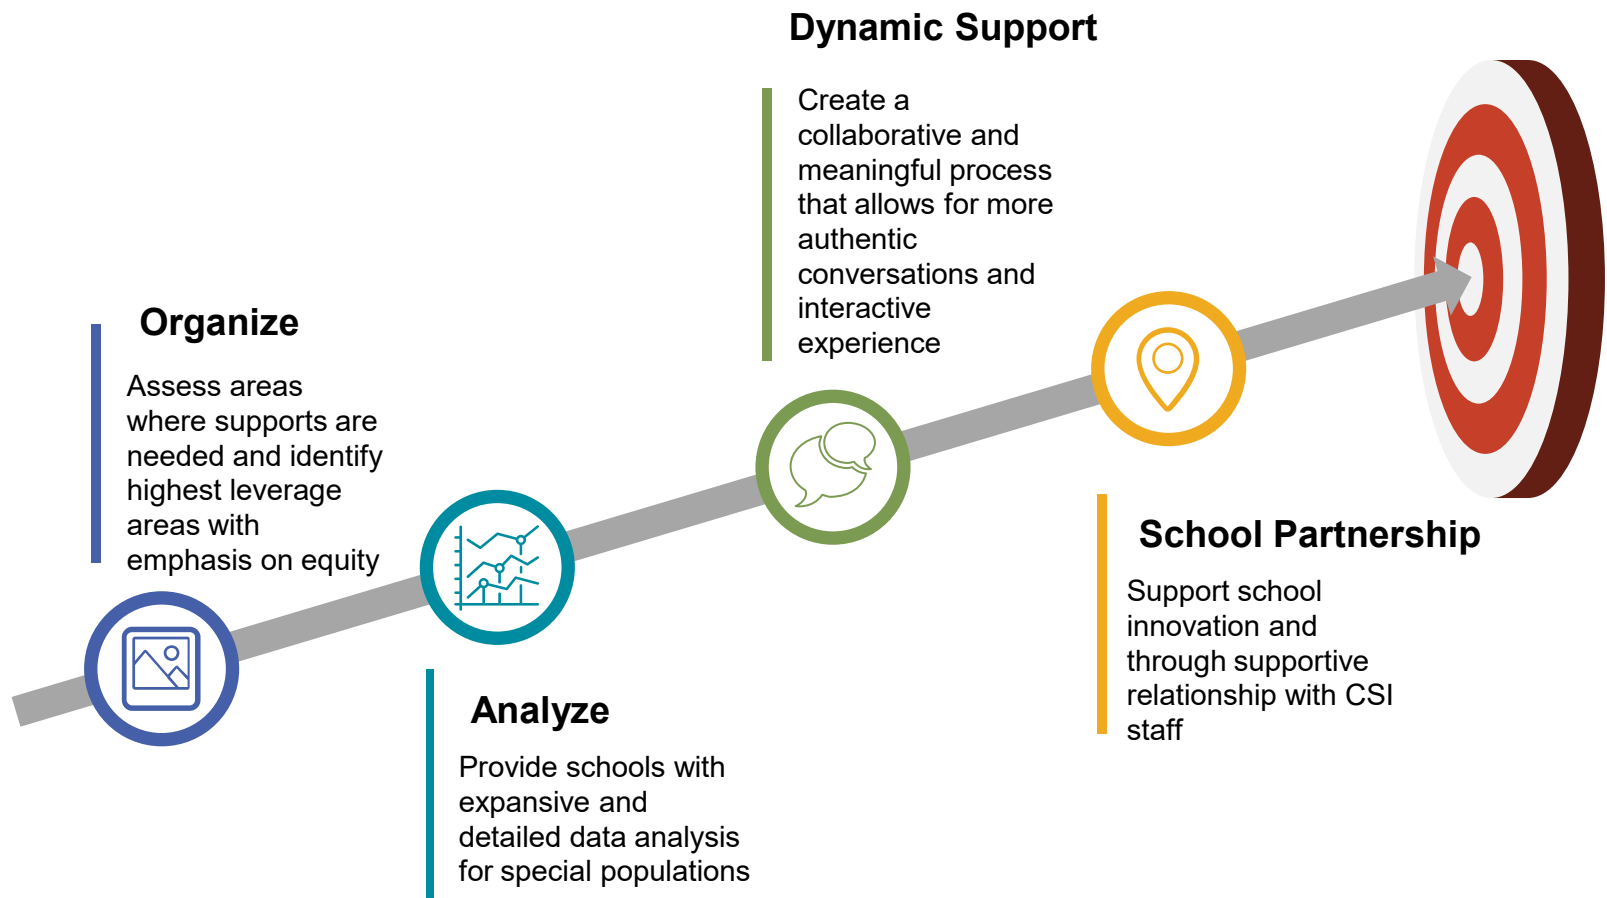 Dynamic Support
Create a
collaborative and
meaningful process
that allows for more
authentic
conversations and
interactive
experience
Organize
Assess areas
where supports are
needed and identify
highest leverage
areas with
emphasis on equity
School Partnership
Support school
innovation and
through supportive
relationship with CSI
staff
Analyze
Provide schools with
expansive and
detailed data analysis
for special populations